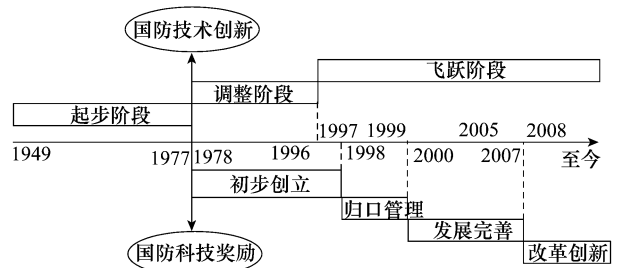 国防技术创新
飞跃阶段
调整阶段
起步阶段
1997 1999 2005 2008
1949 1977 1978 1996 1998 2000 2007 至今
初步创立
归口管理
发展完善
国防科技奖励
改革创新